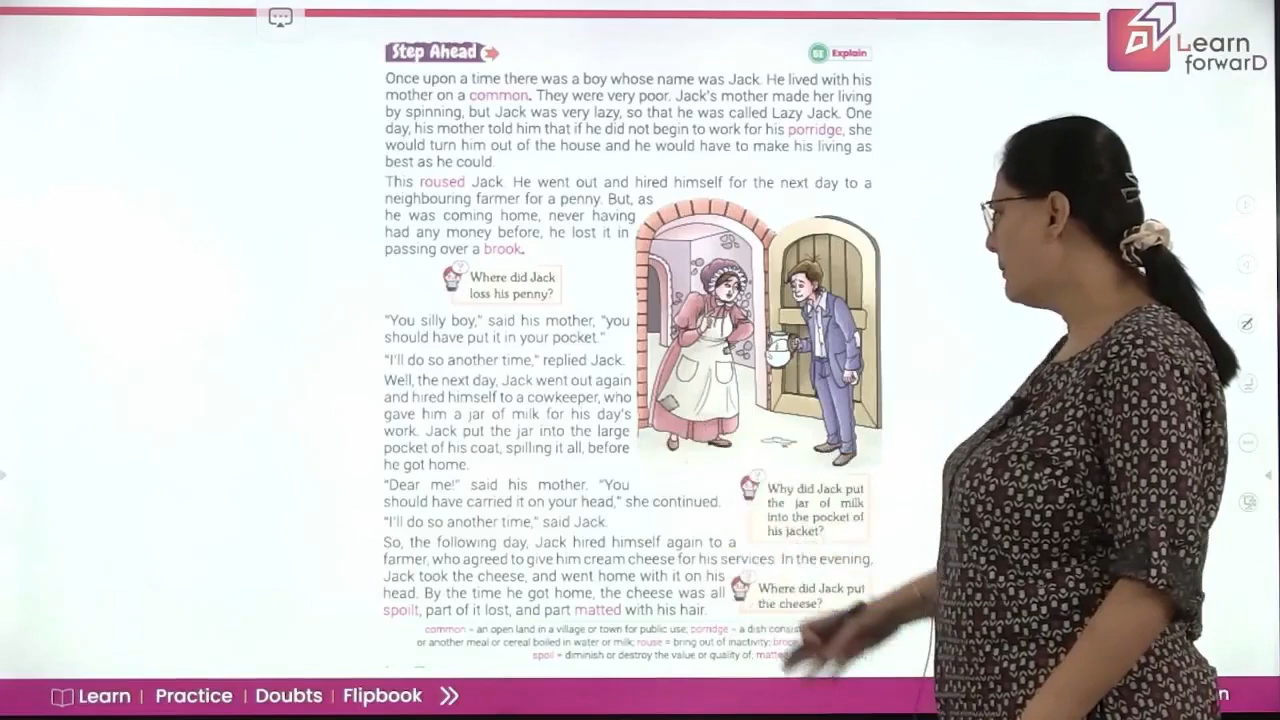 Learn
forwarD
Step Ahead
5E Explain
Once upon a time there was a boy whose name was Jack. He lived with his
mother on a common. They were very poor. Jack's mother made her living
by spinning, but Jack was very lazy, so that he was called Lazy Jack. One
day, his mother told him that if he did not begin to work for his porridge, she
would turn him out of the house and he would have to make his living as
best as he could.
This roused Jack. He went out and hired himself for the next day to a
neighbouring farmer for a penny. But, as
he was coming home, never having
had any money before, he lost it in
passing over a brook.
Where did Jack
loss his penny?
"You silly boy," said his mother, "you
should have put it in your pocket."
"I'll do so another time," replied Jack.
Well, the next day, Jack went out again
and hired himself to a cowkeeper, who
gave him a jar of milk for his day's
work. Jack put the jar into the large
pocket of his coat, spilling it all, before
he got home.
"Dear me!" said his mother. "You
should have carried it on your head," she continued.
"I'll do so another time," said Jack.
Why did Jack put
the jar of milk
into the pocket of
his jacket?
So, the following day, Jack hired himself again to a
farmer, who agreed to give him cream cheese for his services. In the evening,
Jack took the cheese, and went home with it on his
head. By the time he got home, the cheese was all
spoilt, part of it lost, and part matted with his hair.
Where did Jack put
the cheese?
common – an open land in a village or town for public use; porridge – a dish
or another meal or cereal boiled in water or milk; rouse = bring out of inactivity;
spoil = diminish or destroy the value or quality of;
Learn | Practice | Doubts | Flipbook